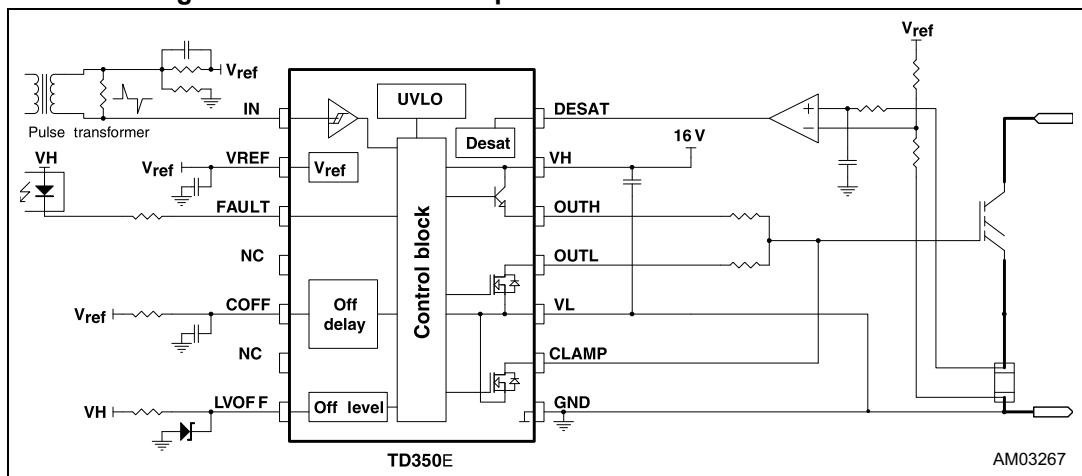 Vref
Vref
Pulse transformer
IN
UVLO
DESAT
+
−
Desat
16 V
VH
Vref
VREF
Vref
VH
FAULT
OUTH
NC
OUTL
Control block
Vref
COFF
Off
delay
VL
NC
CLAMP
VH
LVOFF
Off level
GND
TD350E
AM03267